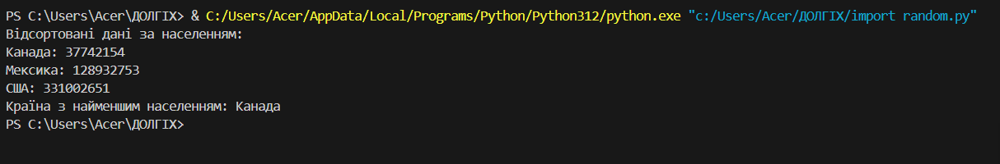 PS C:\Users\Acer\ДОЛГІХ> & C:/Users/Acer/AppData/Local/Programs/Python/Python312/python.exe "c:/Users/Acer/ДОЛГІХ/import random.py"
Відсортовані дані за населенням:
Канада: 37742154
Мексика: 128932753
США: 331002651
Країна з найменшим населенням: Канада
PS C:\Users\Acer\ДОЛГІХ>